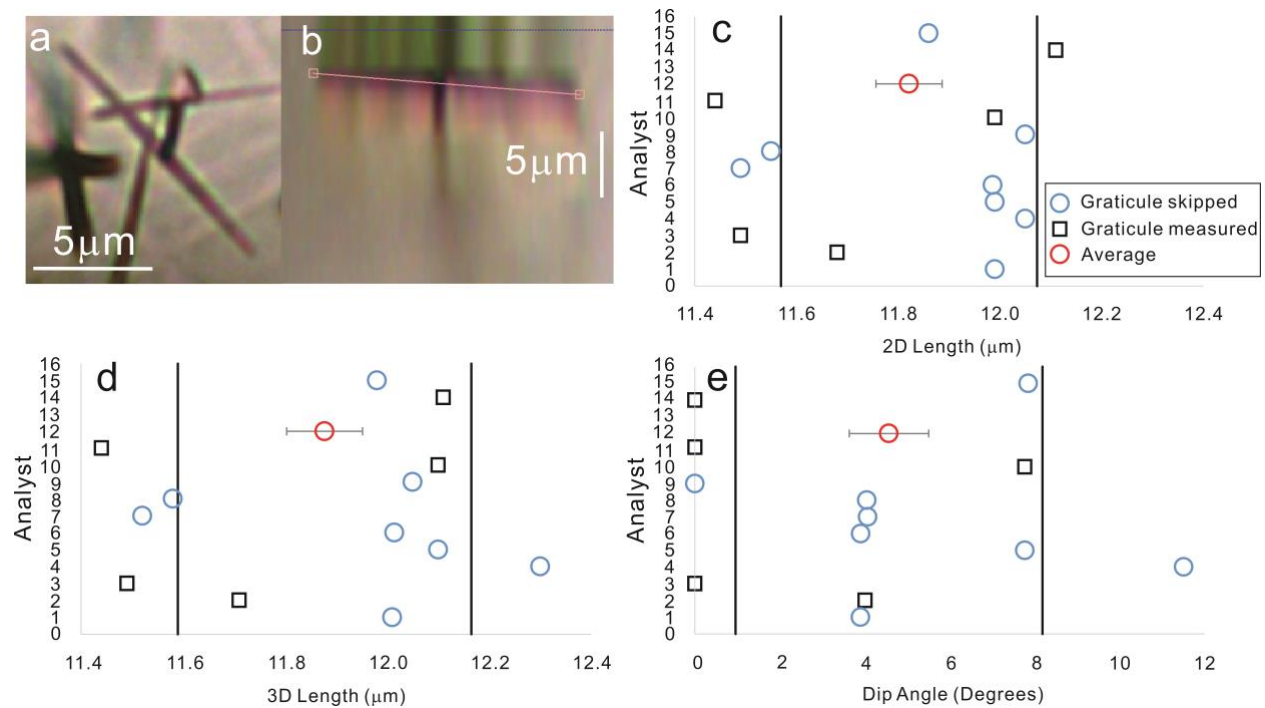 a
5μm
b
5μm
c
16
15
14
13
12
11
10
9
8
7
6
5
4
3
2
1
0
Analyst
11.4 11.6 11.8 12.0 12.2 12.4
2D Length (μm)
Graticule skipped
Graticule measured
Average
d
16
15
14
13
12
11
10
9
8
7
6
5
4
3
2
1
0
Analyst
11.4 11.6 11.8 12.0 12.2 12.4
3D Length (μm)
e
16
15
14
13
12
11
10
9
8
7
6
5
4
3
2
1
0
Analyst
0 2 4 6 8 10 12
Dip Angle (Degrees)